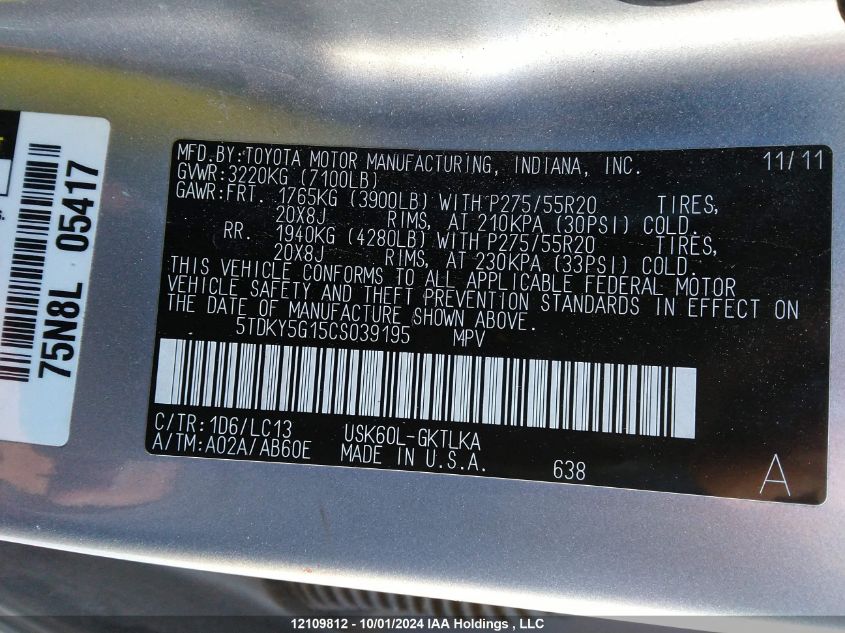 MFD.BY:TOYOTA MOTOR MANUFACTURING, INDIANA, INC. 11/11
GVWR:3220KG (7100LB)
GAWR:FRT. 1765KG (3900LB) WITH P275/55R20 TIRES,
20X8J RIMS, AT 210KPA (30PSI) COLD.
RR. 1940KG (4280LB) WITH P275/55R20 TIRES,
20X8J RIMS, AT 230KPA (33PSI) COLD.
THIS VEHICLE CONFORMS TO ALL APPLICABLE FEDERAL MOTOR
VEHICLE SAFETY AND THEFT PREVENTION STANDARDS IN EFFECT ON
THE DATE OF MANUFACTURE SHOWN ABOVE.
5TDKY5G15CS039195 MPV
C/TR:1D6/LC13 USK60L-GKTLKA
A/TM:A02A/AB60E MADE IN U.S.A. 638 A
75N8L 05417
12109812 - 10/01/2024 IAA Holdings , LLC